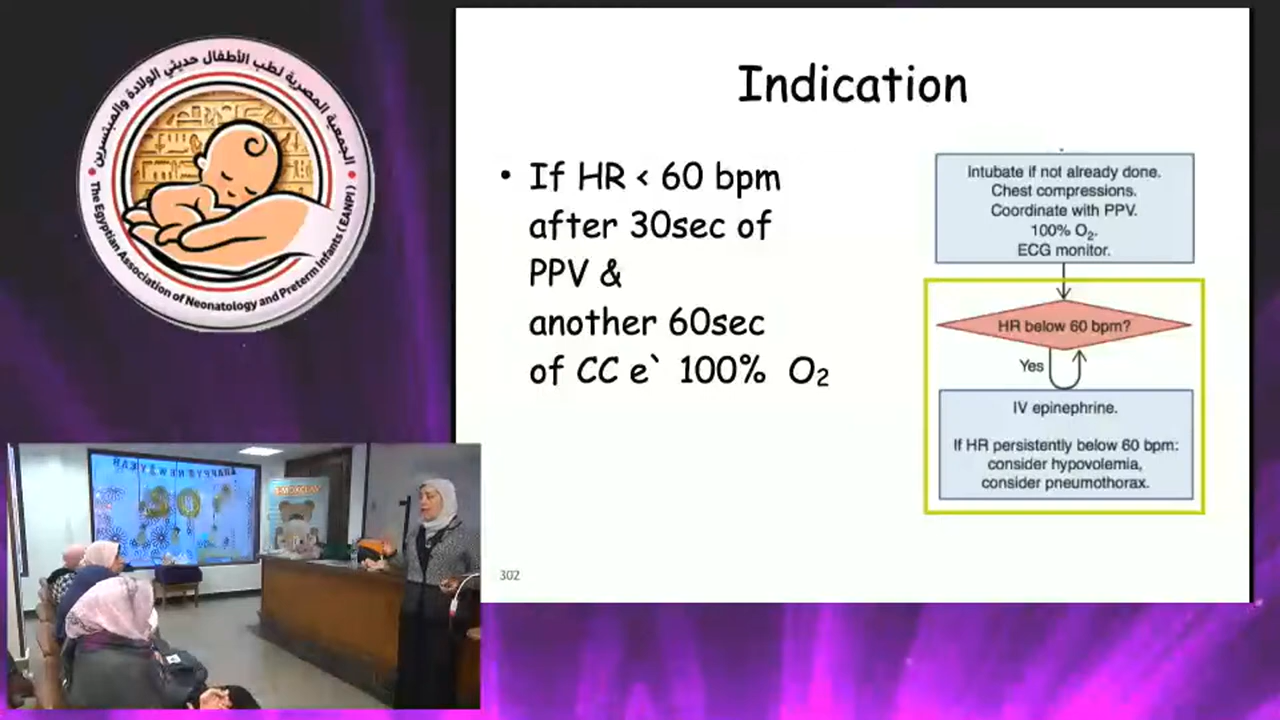 الجمعية المصرية لطب الأطفال حديثي الولادة والمبتسرين
The Egyptian Association of Neonatology and Preterm Infants (EANPI)
Indication
• If HR < 60 bpm
after 30sec of
PPV &
another 60sec
of CC e` 100% O₂
302
Intubate if not already done.
Chest compressions.
Coordinate with PPV.
100% O₂.
ECG monitor.
HR below 60 bpm?
Yes
IV epinephrine.
If HR persistently below 60 bpm:
consider hypovolemia,
consider pneumothorax.